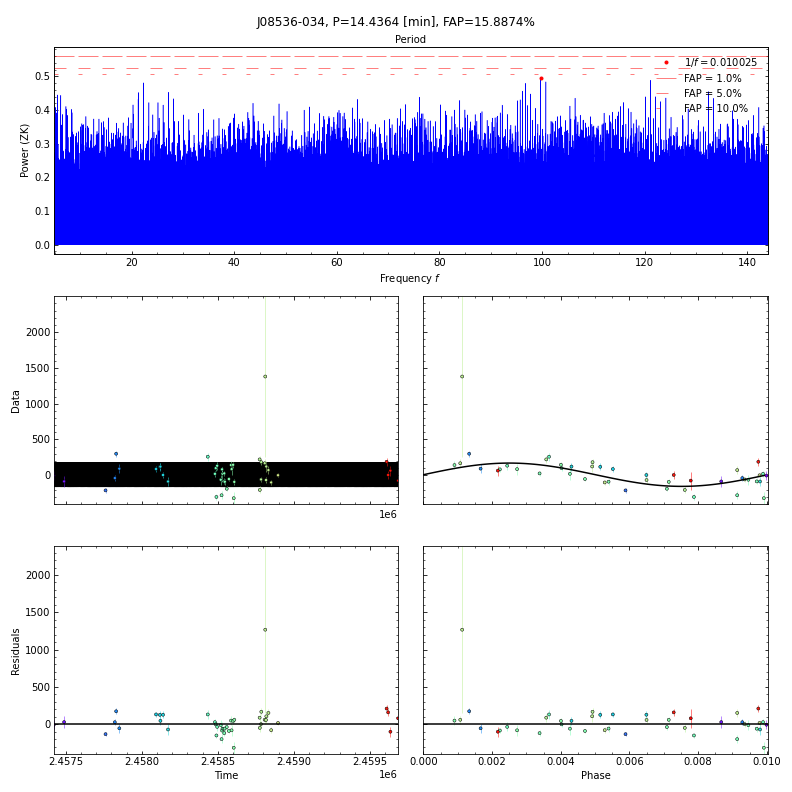 J08536-034, P=14.4364 [min], FAP=15.8874%
Period
Power (ZK)
0.5
0.4
0.3
0.2
0.1
0.0
1/f = 0.010025
FAP = 1.0%
FAP = 5.0%
FAP = 10.0%
20 40 60 80 100 120 140
Frequency f
Data
2000
1500
1000
500
0
1e6
Residuals
2000
1500
1000
500
0
2.4575 2.4580 2.4585 2.4590 2.4595
1e6
Time
0.000 0.002 0.004 0.006 0.008 0.010
Phase